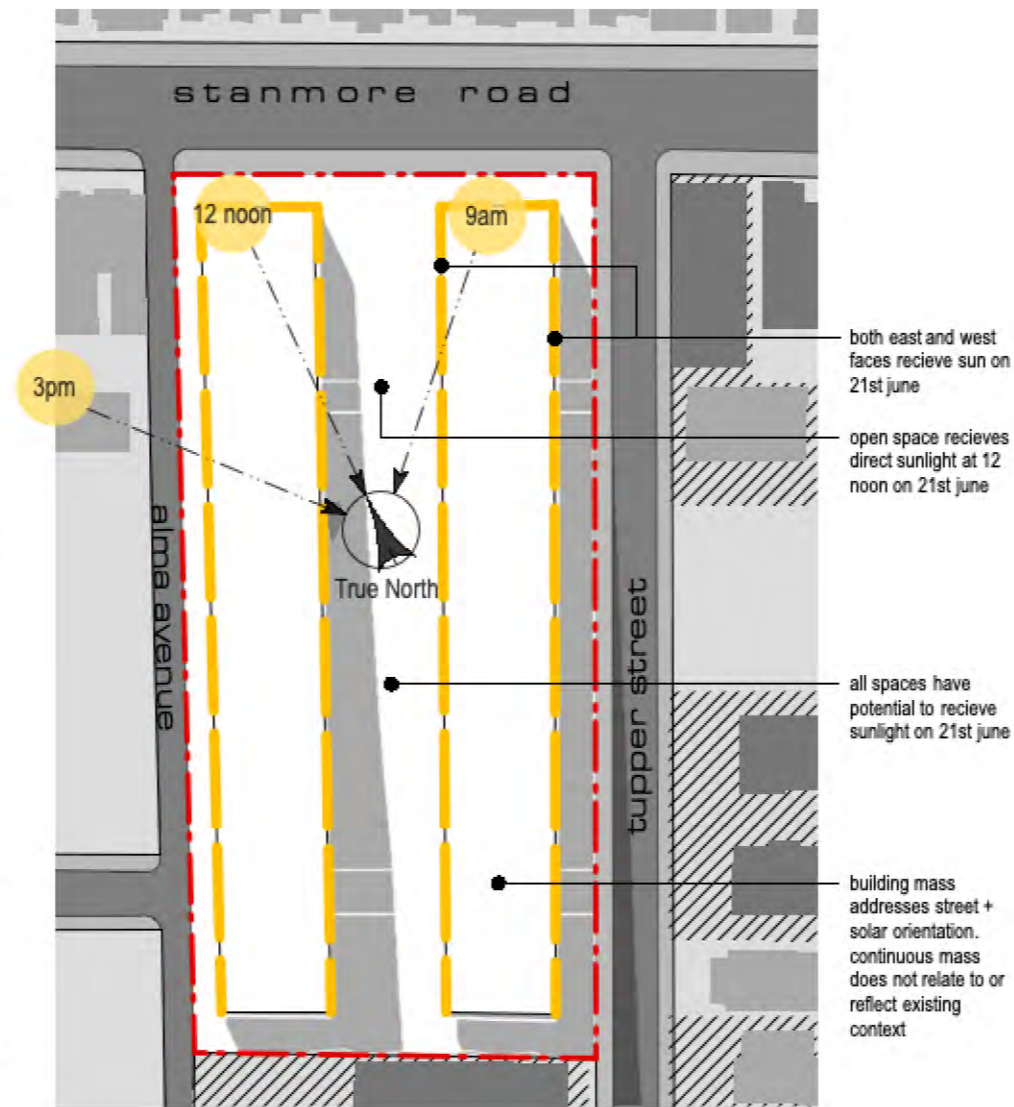 stanmore road
12 noon
9am
3pm
True North
alma avenue
tupper street
both east and west
faces recieve sun on
21st june
open space recieves
direct sunlight at 12
noon on 21st june
all spaces have
potential to recieve
sunlight on 21st june
building mass
addresses street +
solar orientation.
continuous mass
does not relate to or
reflect existing
context